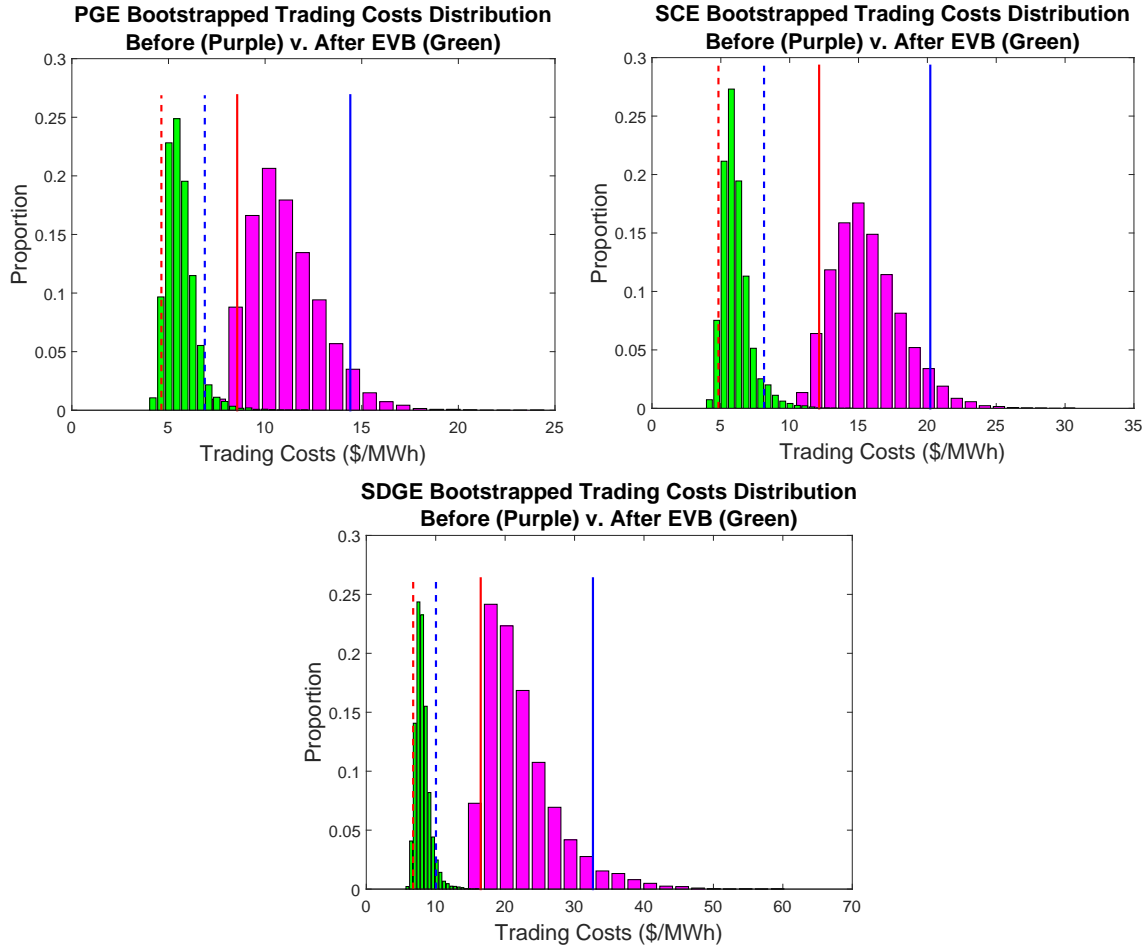 PGE Bootstrapped Trading Costs Distribution
Before (Purple) v. After EVB (Green)
0.3
0.25
0.2
0.15
0.1
0.05
0
Proportion
0 5 10 15 20 25
Trading Costs ($/MWh)
SCE Bootstrapped Trading Costs Distribution
Before (Purple) v. After EVB (Green)
0.3
0.25
0.2
0.15
0.1
0.05
0
Proportion
0 5 10 15 20 25 30 35
Trading Costs ($/MWh)
SDGE Bootstrapped Trading Costs Distribution
Before (Purple) v. After EVB (Green)
0.3
0.25
0.2
0.15
0.1
0.05
0
Proportion
0 10 20 30 40 50 60 70
Trading Costs ($/MWh)